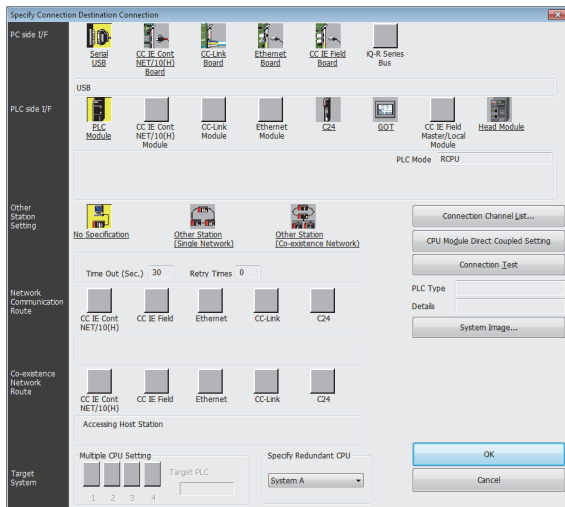 Specify Connection Destination Connection
PC side I/F
Serial
USB
CC IE Cont
NET/10(H)
Board
CC-Link
Board
Ethernet
Board
CC IE Field
Board
iQ-R Series
Bus
USB
PLC side I/F
PLC
Module
CC IE Cont
NET/10(H)
Module
CC-Link
Module
Ethernet
Module
C24
GOT
CC IE Field
Master/Local
Module
Head Module
PLC Mode RCPU
Other
Station
Setting
No Specification
Other Station
(Single Network)
Other Station
(Co-existence Network)
Connection Channel List...
CPU Module Direct Coupled Setting
Time Out (Sec.) 30 Retry Times 0
Connection Test
Network
Communication
Route
CC IE Cont
NET/10(H)
CC IE Field
Ethernet
CC-Link
C24
PLC Type
Details
System Image...
Co-existence
Network
Route
CC IE Cont
NET/10(H)
CC IE Field
Ethernet
CC-Link
C24
Accessing Host Station
Target
System
Multiple CPU Setting
Target PLC
1 2 3 4
Specify Redundant CPU
System A
OK
Cancel